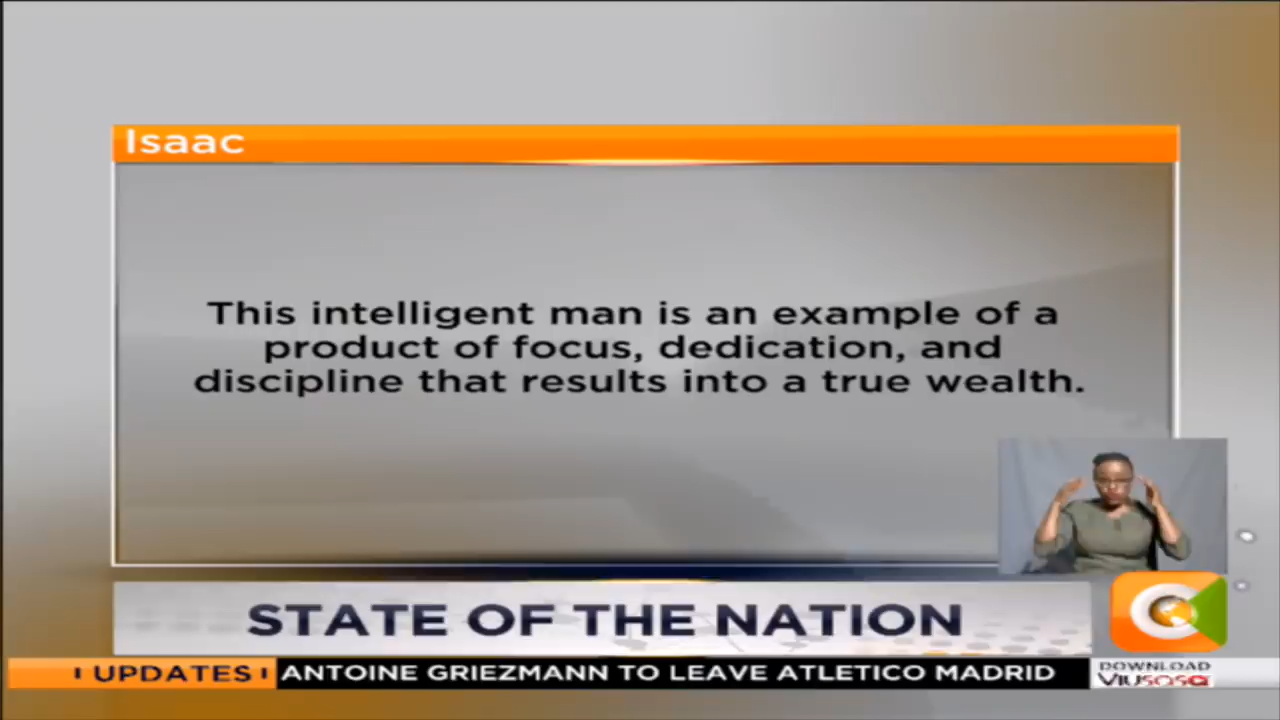 Isaac
This intelligent man is an example of a
product of focus, dedication, and
discipline that results into a true wealth.
STATE OF THE NATION
UPDATES
ANTOINE GRIEZMANN TO LEAVE ATLETICO MADRID
DOWNLOAD
VIUSASA